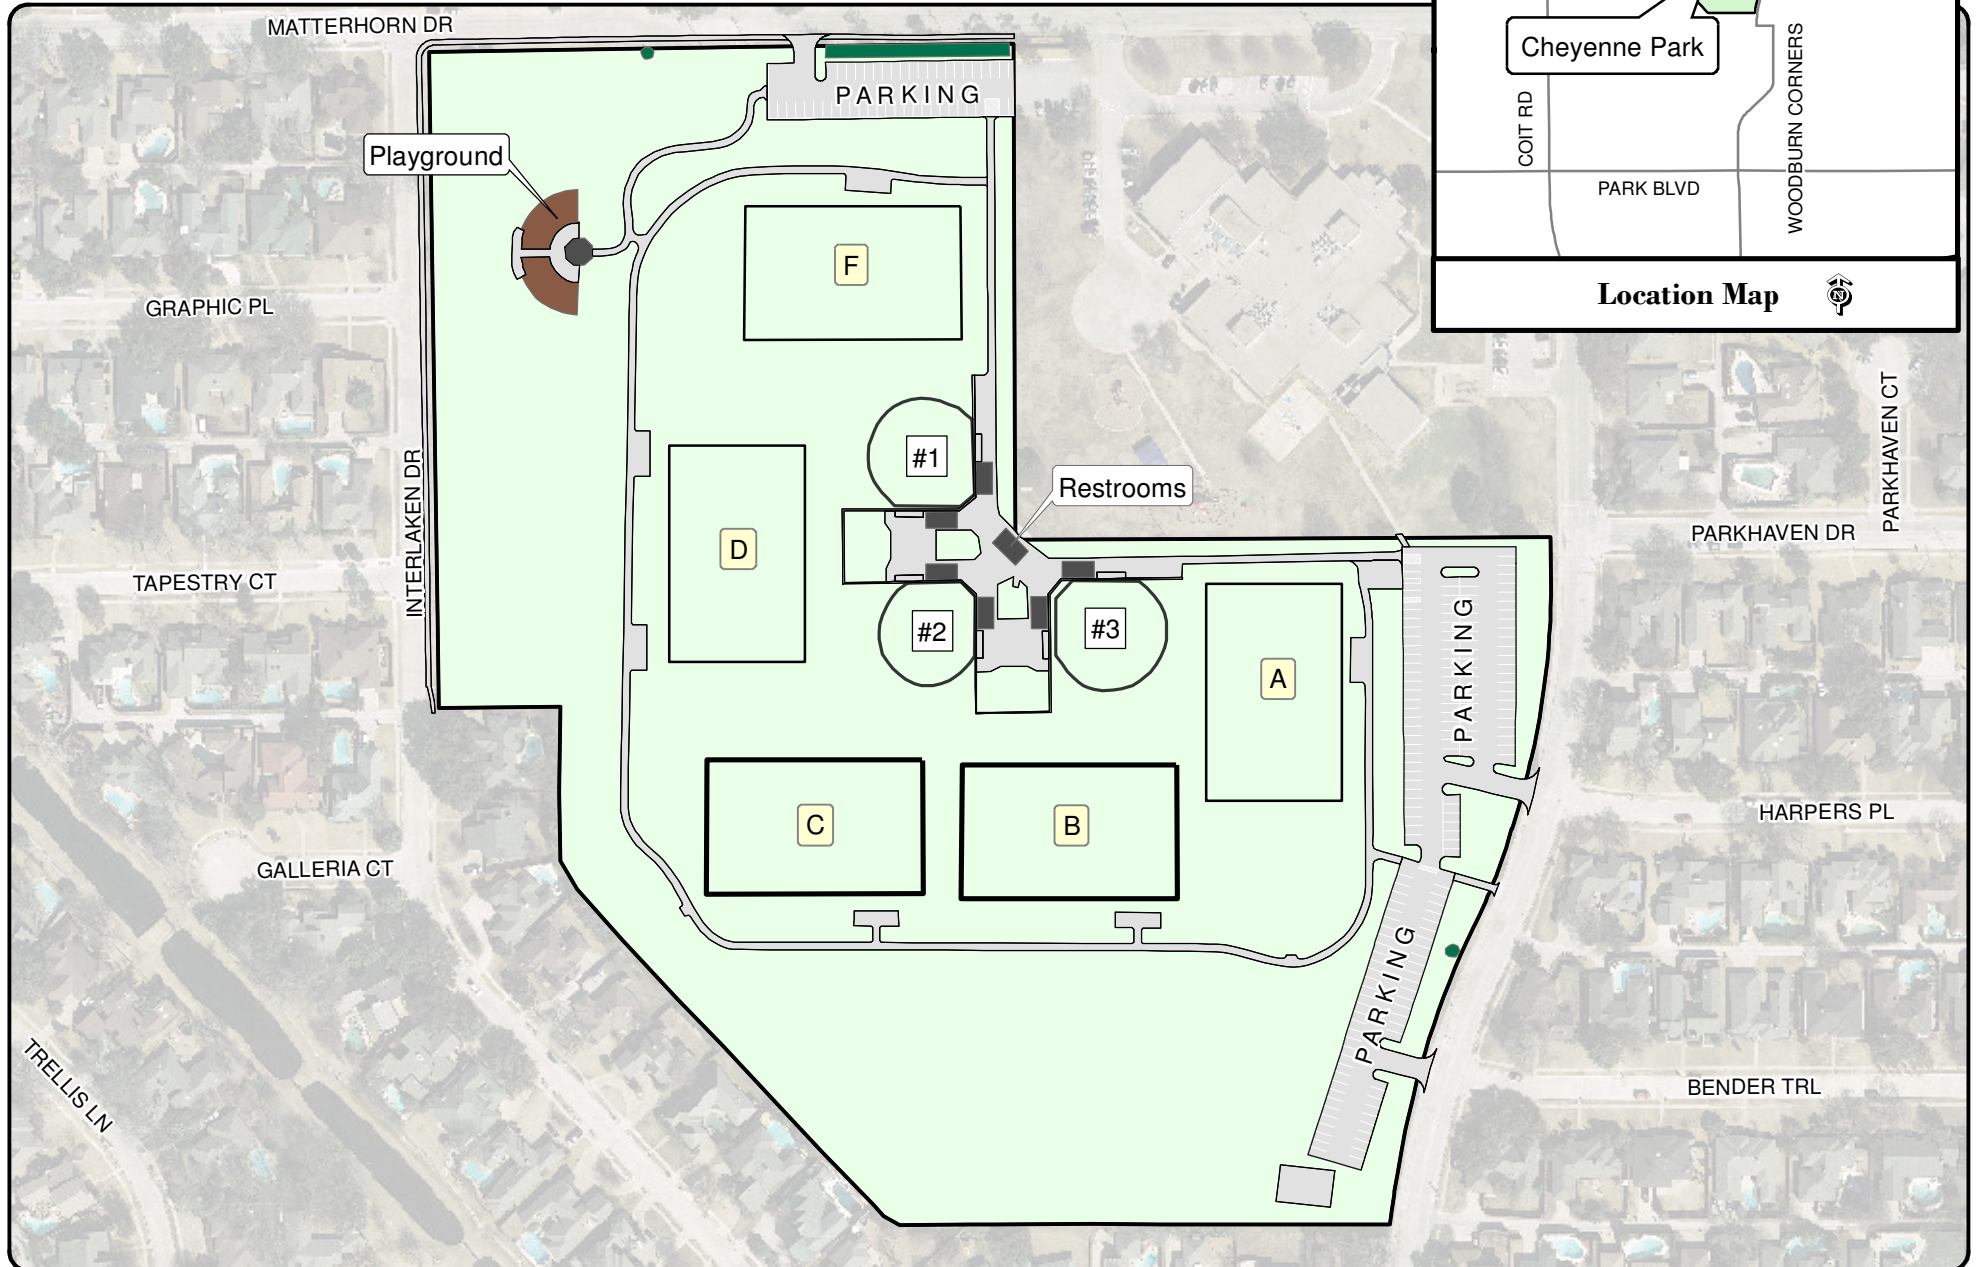 MATTERHORN DR
Cheyenne Park
COIT RD
WOODBURN CORNERS
PARK BLVD
Location Map
N
PARKING
Playground
F
GRAPHIC PL
#1
Restrooms
PARKHAVEN CT
PARKHAVEN DR
INTERLAKEN DR
D
TAPESTRY CT
#2
#3
A
PARKING
C
B
HARPERS PL
GALLERIA CT
PARKING
TRELLIS LN
BENDER TRL